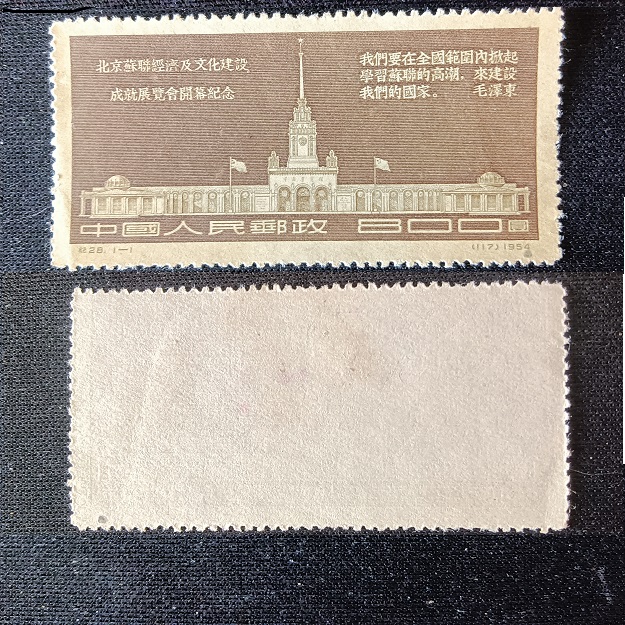 北京蘇聯經濟及文化建設
成就展覽會開幕紀念
我們要在全國範圍內掀起
學習蘇聯的高潮，來建設
我們的國家。 毛澤東
中國人民郵政 800圓
紀28.(一) (117) 1954